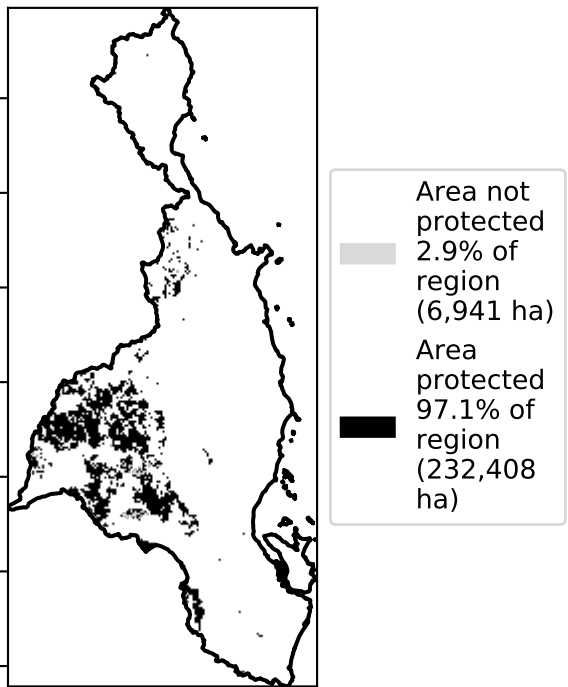 Area not
protected
2.9% of
region
(6,941 ha)
Area
protected
97.1% of
region
(232,408
ha)